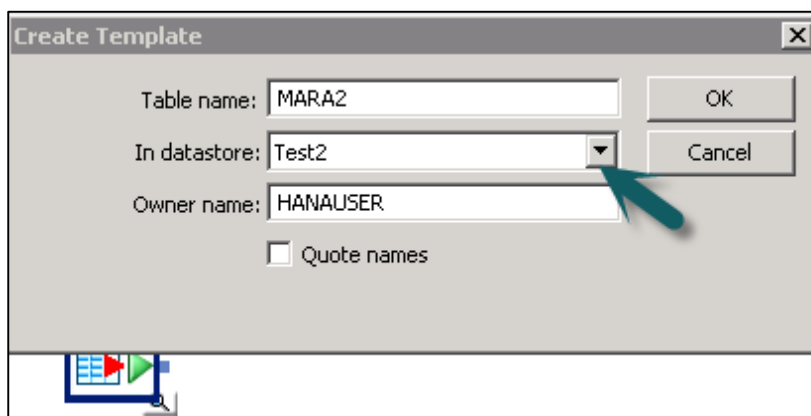 Create Template
Table name: MARA2 OK
In datastore: Test2 Cancel
Owner name: HANAUSER
Quote names